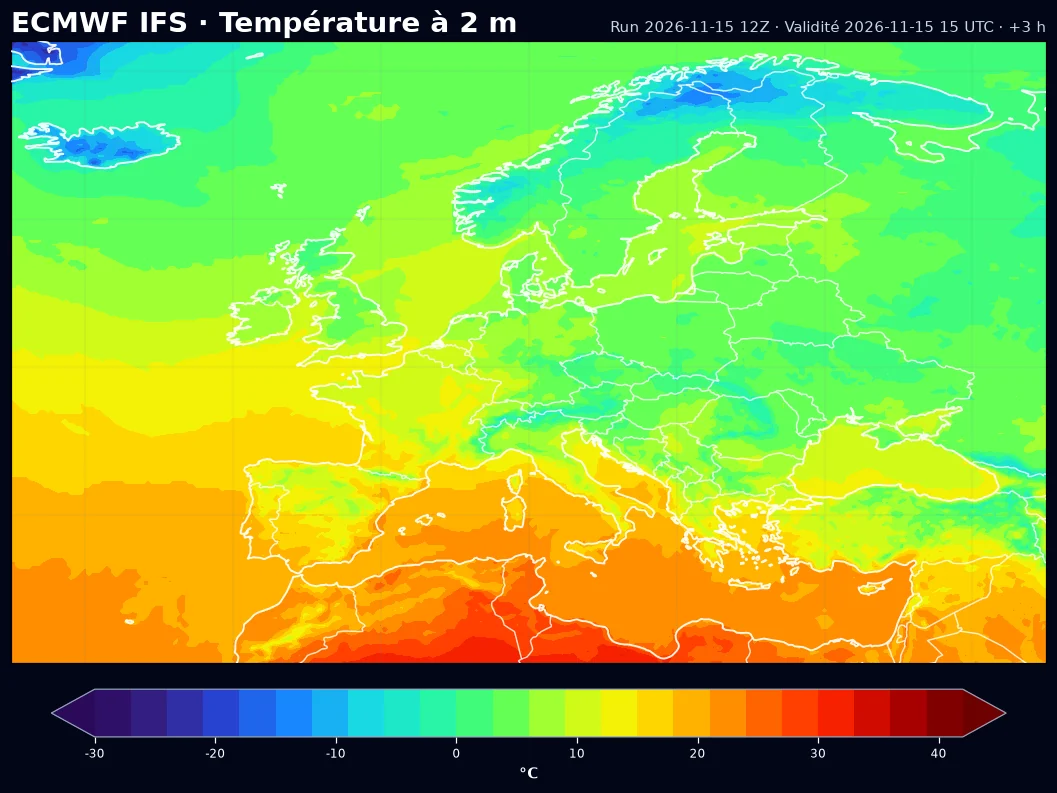 ECMWF IFS · Température à 2 m
Run 2026-11-15 12Z · Validité 2026-11-15 15 UTC · +3 h
-30 -20 -10 0 10 20 30 40
°C